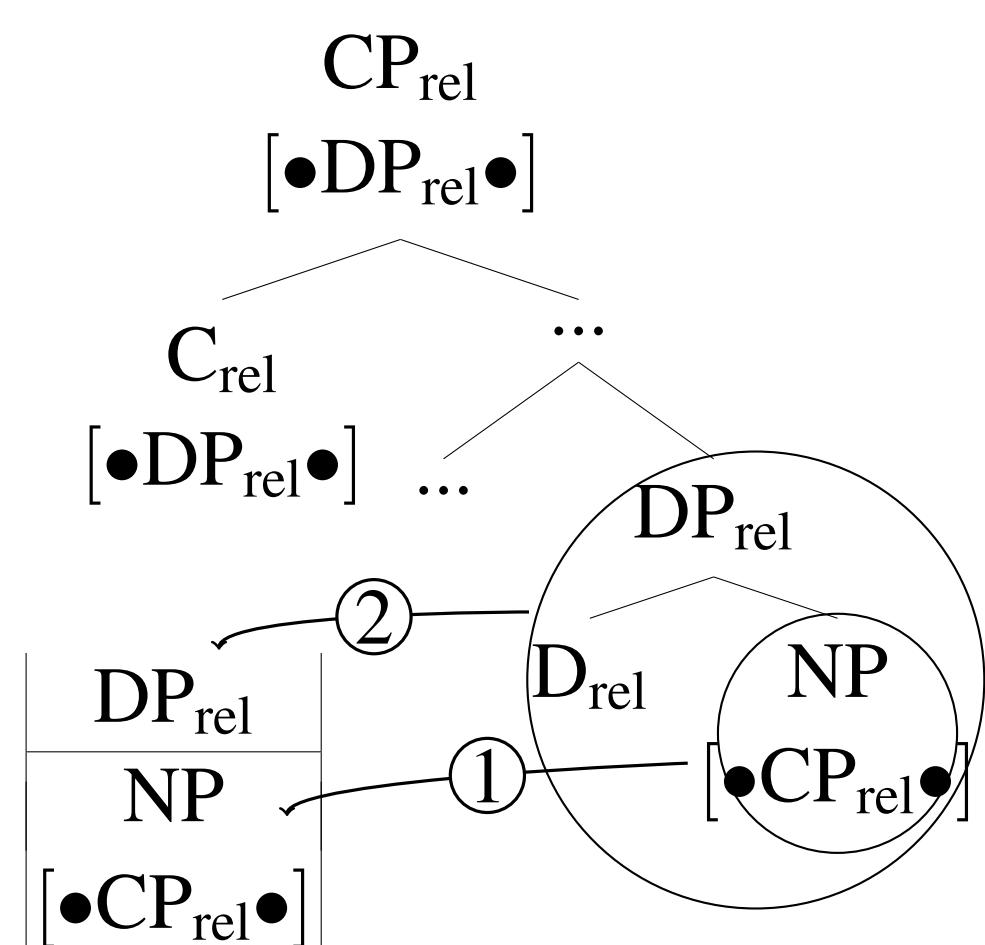 CPrel
[●DPrel●]
...
Crel
[●DPrel●]
...
DPrel
2
Drel
NP
DPrel
1
[●CPrel●]
NP
[●CPrel●]